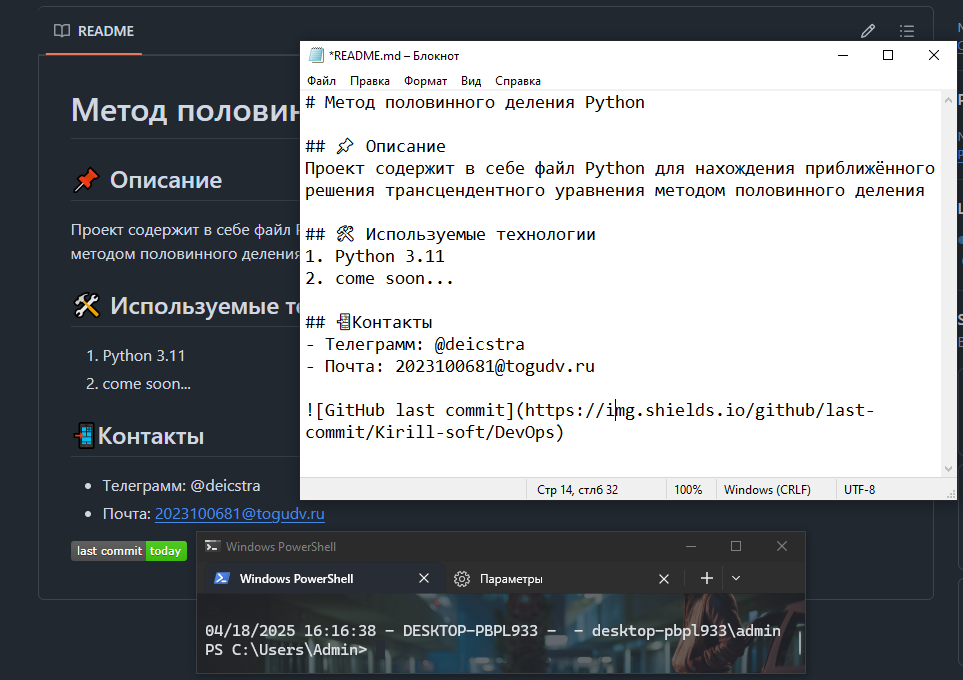 README
Метод половин
📌 Описание
Проект содержит в себе файл
методом половинного деления
🛠 Используемые т
1. Python 3.11
2. come soon...
📲Контакты
• Телеграмм: @deicstra
• Почта: 2023100681@togudv.ru
last commit today
*README.md – Блокнот
Файл Правка Формат Вид Справка
# Метод половинного деления Python
## 📌 Описание
Проект содержит в себе файл Python для нахождения приближённого
решения трансцендентного уравнения методом половинного деления
## 🛠 Используемые технологии
1. Python 3.11
2. come soon...
## 📲Контакты
- Телеграмм: @deicstra
- Почта: 2023100681@togudv.ru
![GitHub last commit](https://img.shields.io/github/last-
commit/Kirill-soft/DevOps)
Стр 14, стлб 32 100% Windows (CRLF) UTF-8
Windows PowerShell
Windows PowerShell Параметры
04/18/2025 16:16:38 – DESKTOP-PBPL933 – – desktop-pbpl933\admin
PS C:\Users\Admin>